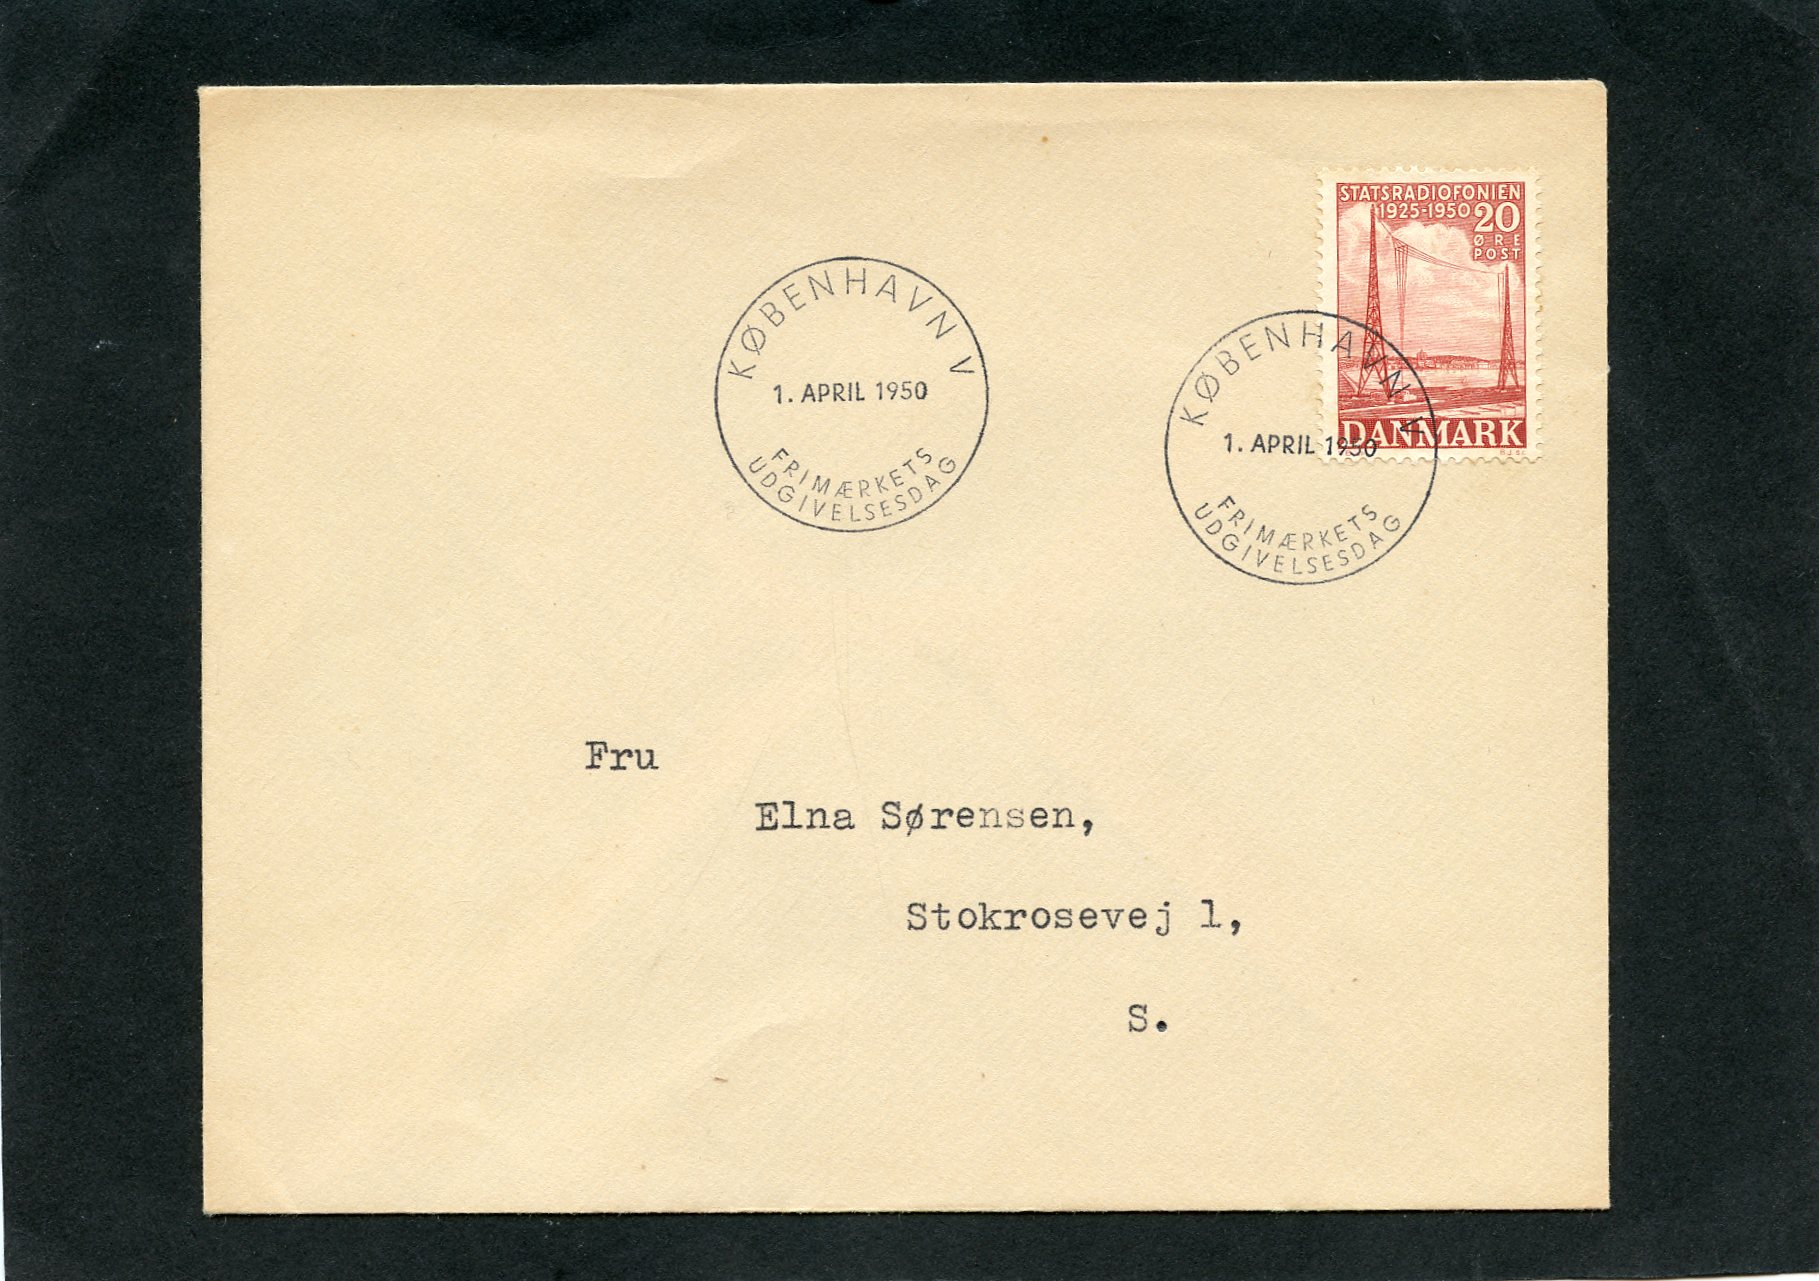 STATSRADIOFONIEN
1925-1950 20
ØRE
POST
DANMARK
KØBENHAVN V
1. APRIL 1950
FRIMÆRKETS
UDGIVELSESDAG
KØBENHAVN V
1. APRIL 1950
FRIMÆRKETS
UDGIVELSESDAG
Fru
Elna Sørensen,
Stokrosevej 1,
S.